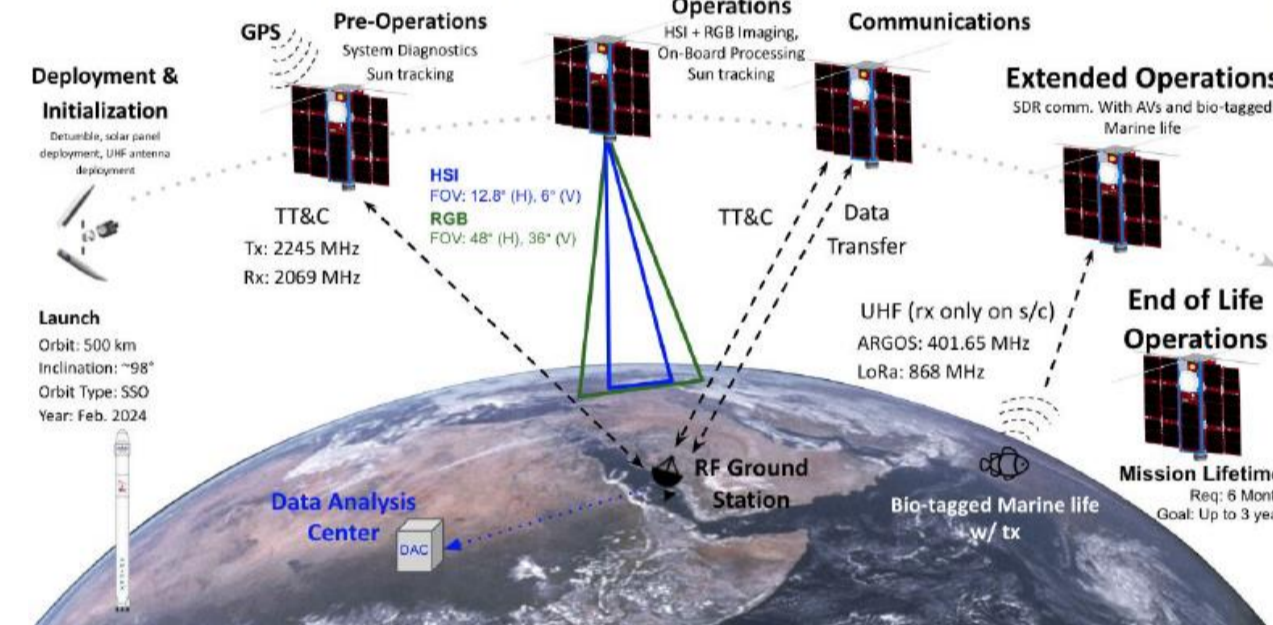 Deployment &
Initialization
Detumble, solar panel
deployment, UHF antenna
deployment
GPS
Pre-Operations
System Diagnostics
Sun tracking
Operations
HSI + RGB Imaging,
On-Board Processing
Sun tracking
Communications
Extended Operations
SDR comm. With AVs and bio-tagged
Marine life
TT&C
Tx: 2245 MHz
Rx: 2069 MHz
HSI
FOV: 12.8° (H), 6° (V)
RGB
FOV: 48° (H), 36° (V)
TT&C
Data
Transfer
UHF (rx only on s/c)
ARGOS: 401.65 MHz
LoRa: 868 MHz
End of Life
Operations
Mission Lifetime
Req: 6 Mont
Goal: Up to 3 yea
Launch
Orbit: 500 km
Inclination: ~98°
Orbit Type: SSO
Year: Feb. 2024
Data Analysis
Center
DAC
RF Ground
Station
Bio-tagged Marine life
w/ tx